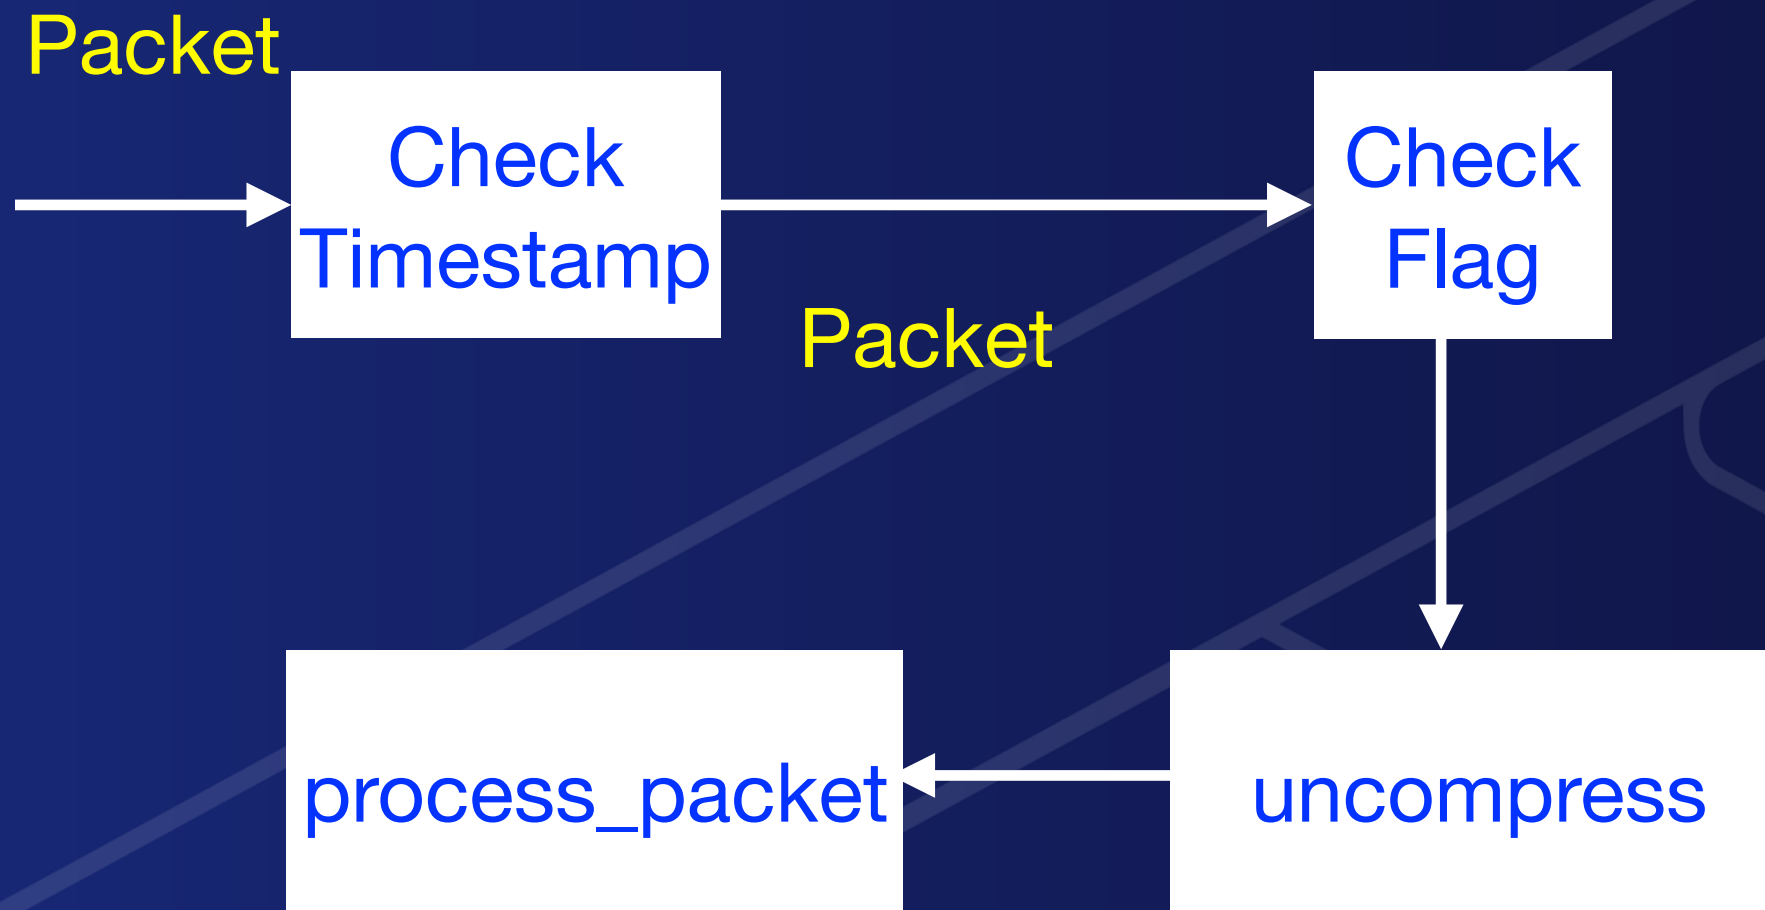 Packet
Check
Timestamp
Packet
Check
Flag
process_packet
uncompress